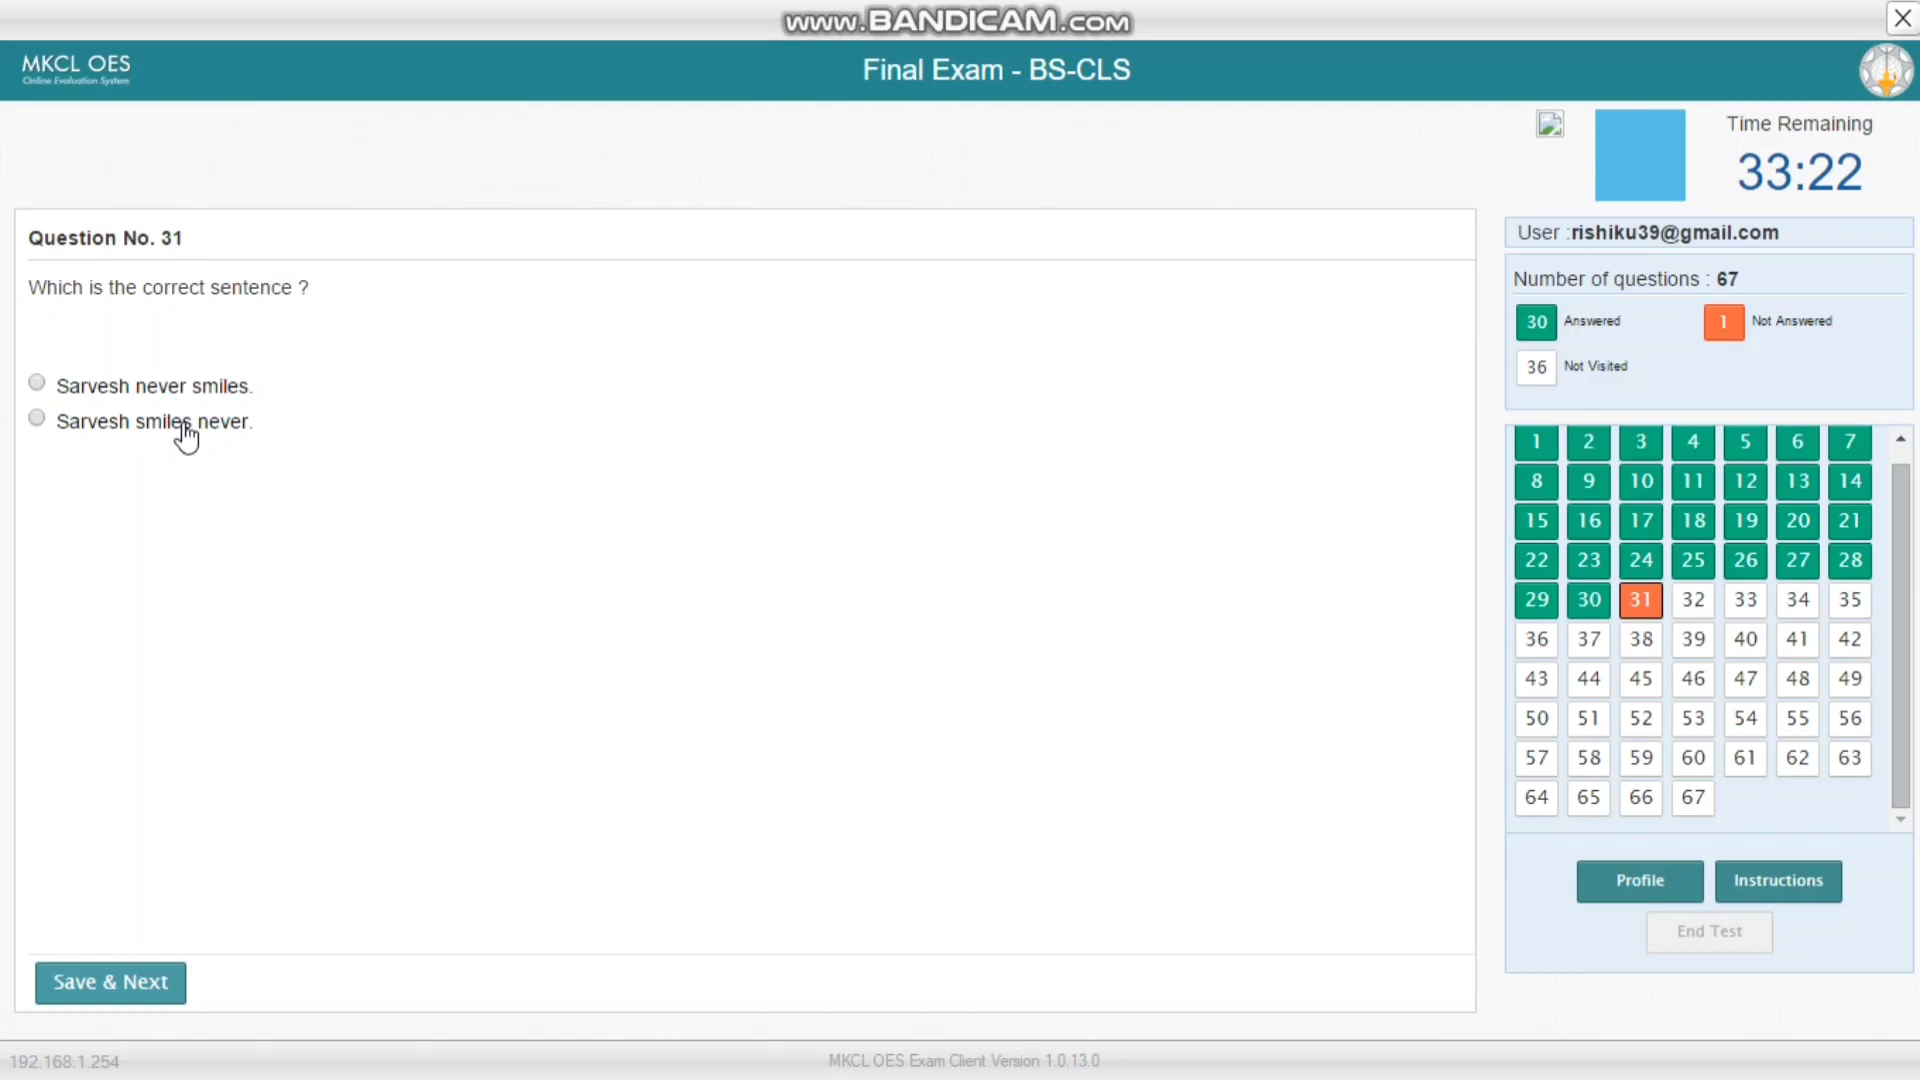 www.BANDICAM.com
MKCL OES
Online Evaluation System
Final Exam - BS-CLS
Time Remaining
33:22
Question No. 31
Which is the correct sentence ?
Sarvesh never smiles.
Sarvesh smiles never.
Save & Next
User :rishiku39@gmail.com
Number of questions : 67
30 Answered 1 Not Answered
36 Not Visited
1 2 3 4 5 6 7
8 9 10 11 12 13 14
15 16 17 18 19 20 21
22 23 24 25 26 27 28
29 30 31 32 33 34 35
36 37 38 39 40 41 42
43 44 45 46 47 48 49
50 51 52 53 54 55 56
57 58 59 60 61 62 63
64 65 66 67
Profile Instructions
End Test
192.168.1.254 MKCL OES Exam Client Version 1.0.13.0